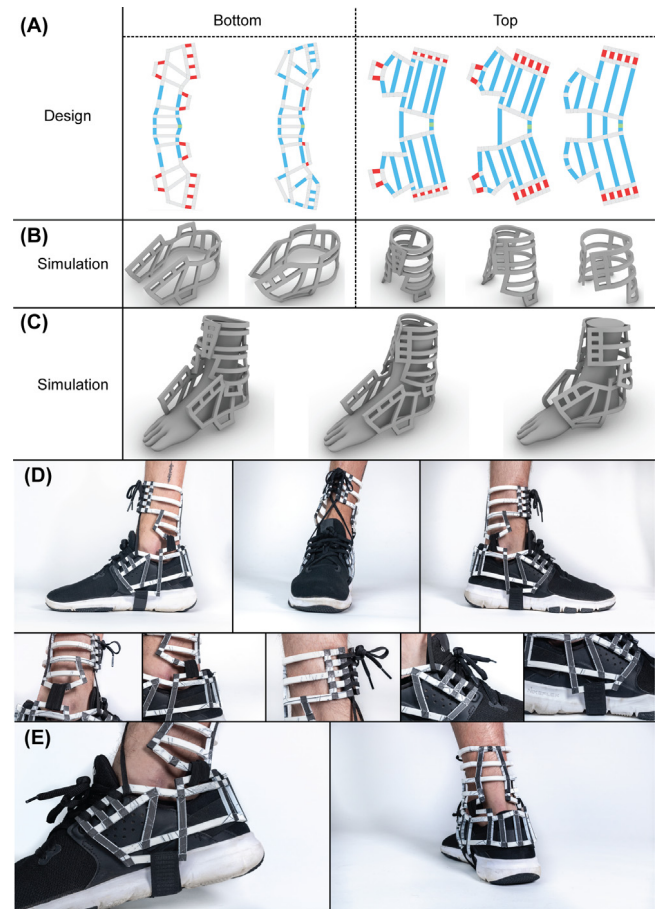 (A)
Bottom
Top
Design
(B)
Simulation
(C)
Simulation
(D)
(E)